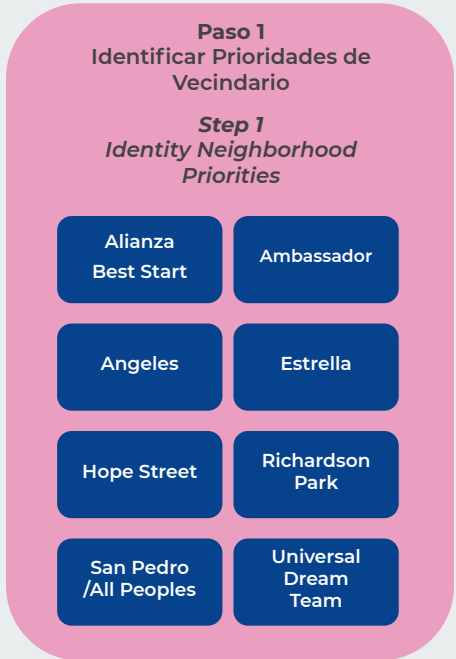 Paso 1
Identificar Prioridades de
Vecindario
Step 1
Identity Neighborhood
Priorities
Alianza
Best Start
Ambassador
Angeles
Estrella
Hope Street
Richardson
Park
San Pedro
/All Peoples
Universal
Dream
Team